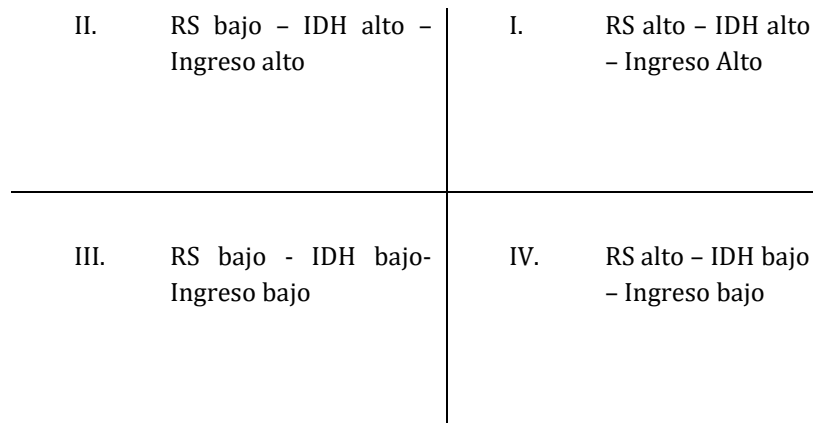 II. RS bajo – IDH alto –
Ingreso alto
I. RS alto – IDH alto
– Ingreso Alto
III. RS bajo - IDH bajo-
Ingreso bajo
IV. RS alto – IDH bajo
– Ingreso bajo